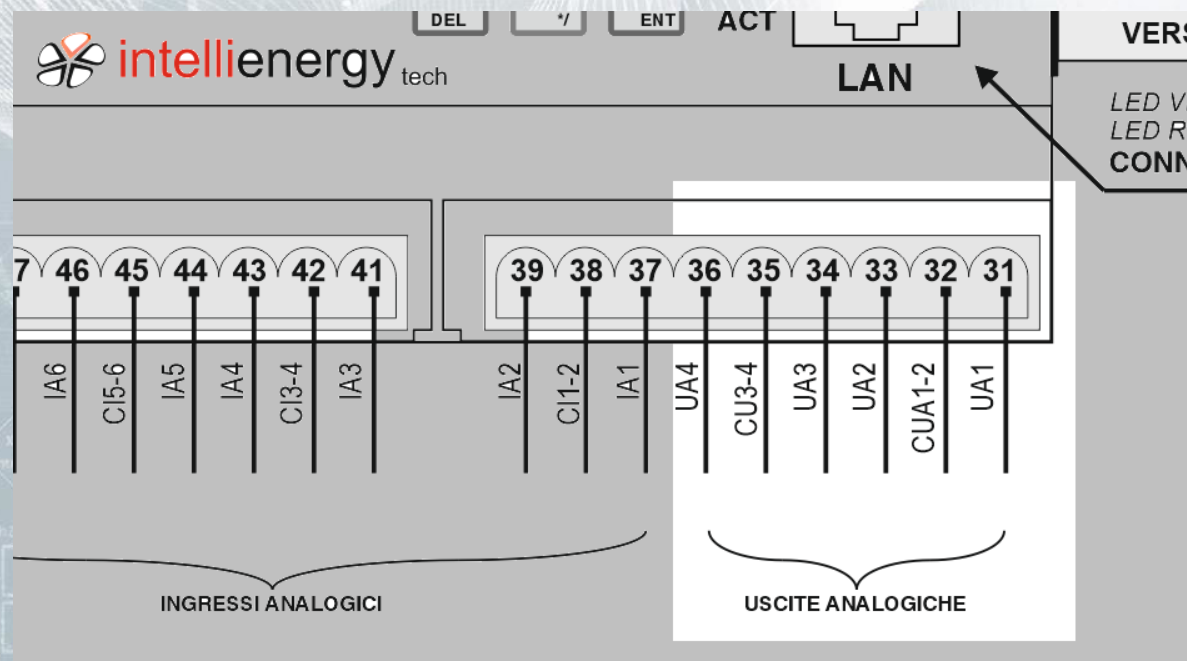 DEL */ ENT ACT
intellienergy tech
LAN
VERS
LED V
LED R
CONN
7 46 45 44 43 42 41 39 38 37 36 35 34 33 32 31
IA6 CI5-6 IA5 IA4 CI3-4 IA3 IA2 CI1-2 IA1 UA4 CU3-4 UA3 UA2 CUA1-2 UA1
INGRESSI ANALOGICI USCITE ANALOGICHE